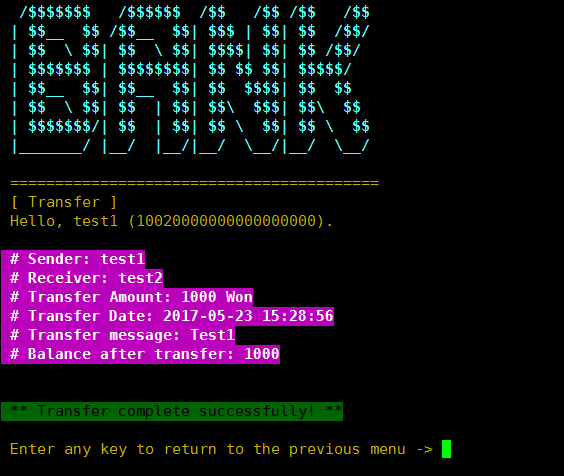 /$$$$$$$   /$$$$$$  /$$   /$$ /$$   /$$
| $$__  $$ /$$__  $$| $$$ | $$| $$  /$$/
| $$  \ $$| $$  \ $$| $$$$| $$| $$ /$$/
| $$$$$$$ | $$$$$$$$| $$ $$ $$| $$$$$/
| $$__  $$| $$__  $$| $$  $$$$| $$  $$
| $$  \ $$| $$  | $$| $$\  $$$| $$\  $$
| $$$$$$$/| $$  | $$| $$ \  $$| $$ \  $$
|_______/ |__/  |__/|__/  \__/|__/  \__/
=========================================
[ Transfer ]
Hello, test1 (10020000000000000000).
# Sender: test1
# Receiver: test2
# Transfer Amount: 1000 Won
# Transfer Date: 2017-05-23 15:28:56
# Transfer message: Test1
# Balance after transfer: 1000
** Transfer complete successfully! **
Enter any key to return to the previous menu ->